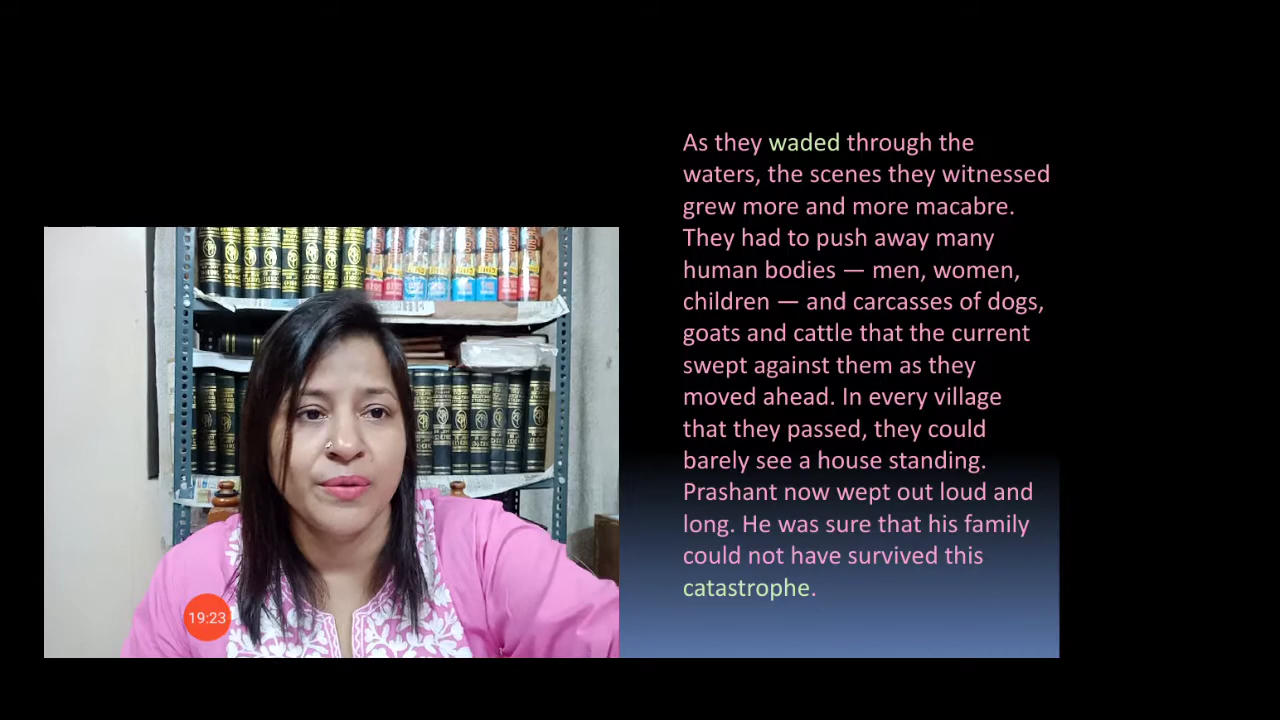 As they waded through the
waters, the scenes they witnessed
grew more and more macabre.
They had to push away many
human bodies — men, women,
children — and carcasses of dogs,
goats and cattle that the current
swept against them as they
moved ahead. In every village
that they passed, they could
barely see a house standing.
Prashant now wept out loud and
long. He was sure that his family
could not have survived this
catastrophe.
19:23